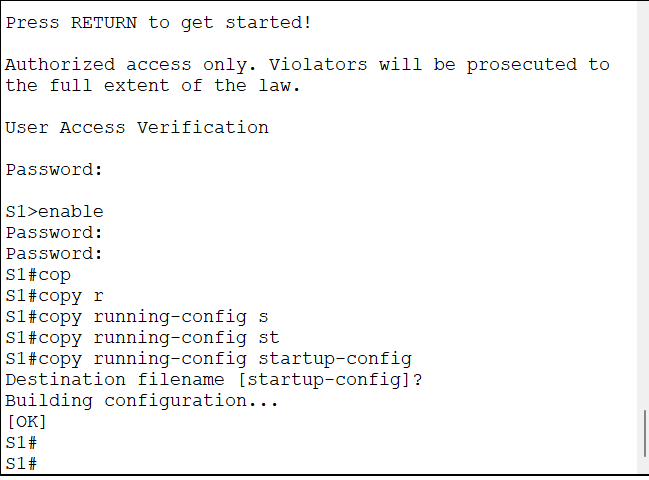 Press RETURN to get started!
Authorized access only. Violators will be prosecuted to
the full extent of the law.
User Access Verification
Password:
S1>enable
Password:
Password:
S1#cop
S1#copy r
S1#copy running-config s
S1#copy running-config st
S1#copy running-config startup-config
Destination filename [startup-config]?
Building configuration...
[OK]
S1#
S1#